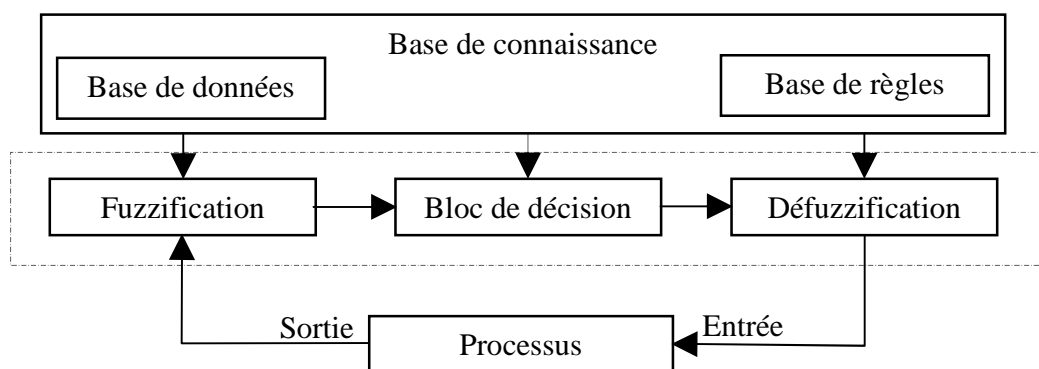 Base de connaissance
Base de données
Base de règles
Fuzzification
Bloc de décision
Défuzzification
Sortie
Processus
Entrée